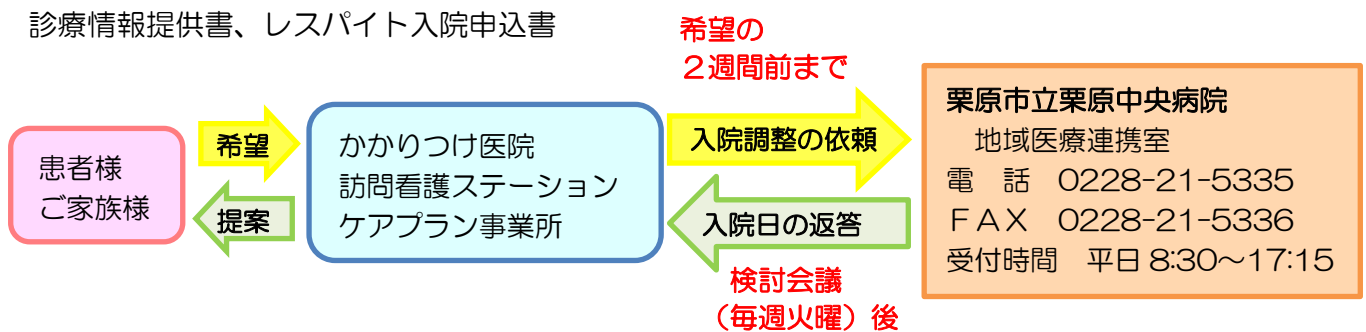 診療情報提供書、レスパイト入院申込書
希望の
２週間前まで
患者様
ご家族様
希望
提案
かかりつけ医院
訪問看護ステーション
ケアプラン事業所
入院調整の依頼
入院日の返答
検討会議
（毎週火曜）後
栗原市立栗原中央病院
地域医療連携室
電　話　0228-21-5335
ＦＡＸ　0228-21-5336
受付時間　平日 8:30～17:15